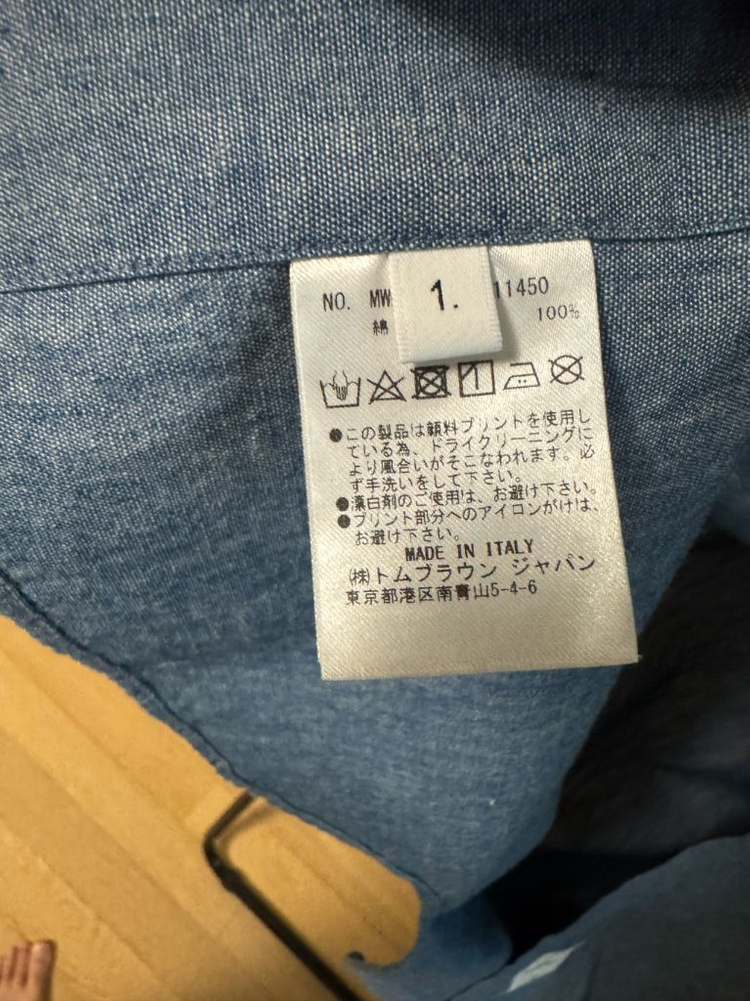 NO. MW 1. 11450
綿 100%
●この製品は顔料プリントを使用し
ている為、ドライクリーニングに
より風合いがそこなわれます。必
ず手洗いをして下さい。
●漂白剤のご使用は、お避け下さい。
●プリント部分へのアイロンがけは、
お避け下さい。
MADE IN ITALY
㈱トムブラウン ジャパン
東京都港区南青山5-4-6